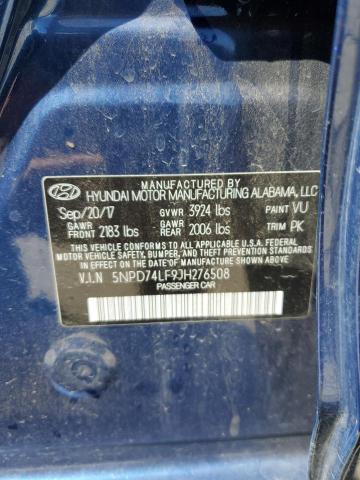 MANUFACTURED BY
HYUNDAI MOTOR MANUFACTURING ALABAMA, LLC
Sep/20/17 GVWR 3924 lbs PAINT VU
GAWR FRONT 2183 lbs GAWR REAR 2006 lbs TRIM PK
THIS VEHICLE CONFORMS TO ALL APPLICABLE U.S. FEDERAL
MOTOR VEHICLE SAFETY, BUMPER, AND THEFT PREVENTION
STANDARDS IN EFFECT ON THE DATE OF MANUFACTURE SHOWN ABOVE.
V.I.N 5NPD74LF9JH276508
PASSENGER CAR